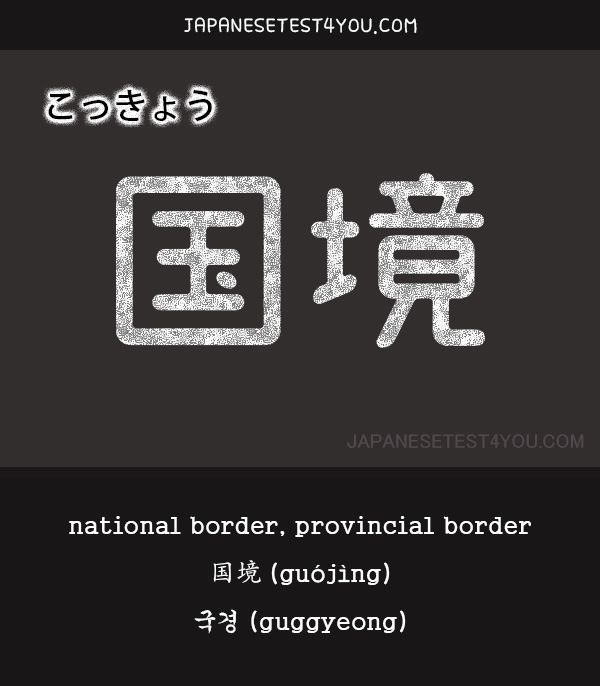 JAPANESETEST4YOU.COM
こっきょう
国境
JAPANESETEST4YOU.COM
national border, provincial border
国境 (guójìng)
국경 (guggyeong)